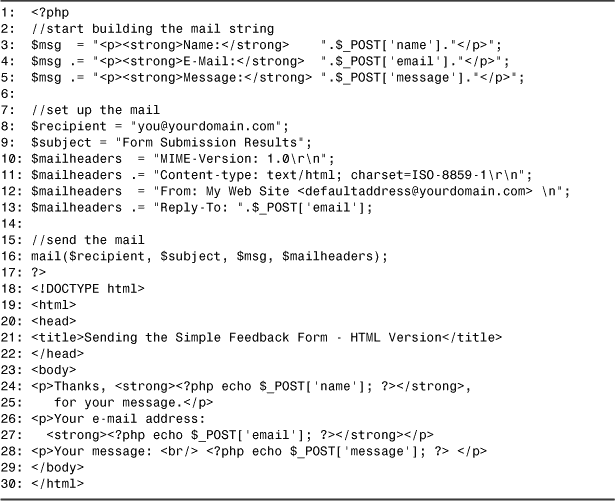 1:  <?php
2:  //start building the mail string
3:  $msg  = "<p><strong>Name:</strong>    ".$_POST['name']."</p>";
4:  $msg .= "<p><strong>E-Mail:</strong>  ".$_POST['email']."</p>";
5:  $msg .= "<p><strong>Message:</strong> ".$_POST['message']."</p>";
6:
7:  //set up the mail
8:  $recipient = "you@yourdomain.com";
9:  $subject = "Form Submission Results";
10: $mailheaders  = "MIME-Version: 1.0\r\n";
11: $mailheaders .= "Content-type: text/html; charset=ISO-8859-1\r\n";
12: $mailheaders  = "From: My Web Site <defaultaddress@yourdomain.com> \n";
13: $mailheaders .= "Reply-To: ".$_POST['email'];
14:
15: //send the mail
16: mail($recipient, $subject, $msg, $mailheaders);
17: ?>
18: <!DOCTYPE html>
19: <html>
20: <head>
21: <title>Sending the Simple Feedback Form - HTML Version</title>
22: </head>
23: <body>
24: <p>Thanks, <strong><?php echo $_POST['name']; ?></strong>,
25:    for your message.</p>
26: <p>Your e-mail address:
27:   <strong><?php echo $_POST['email']; ?></strong></p>
28: <p>Your message: <br/> <?php echo $_POST['message']; ?> </p>
29: </body>
30: </html>